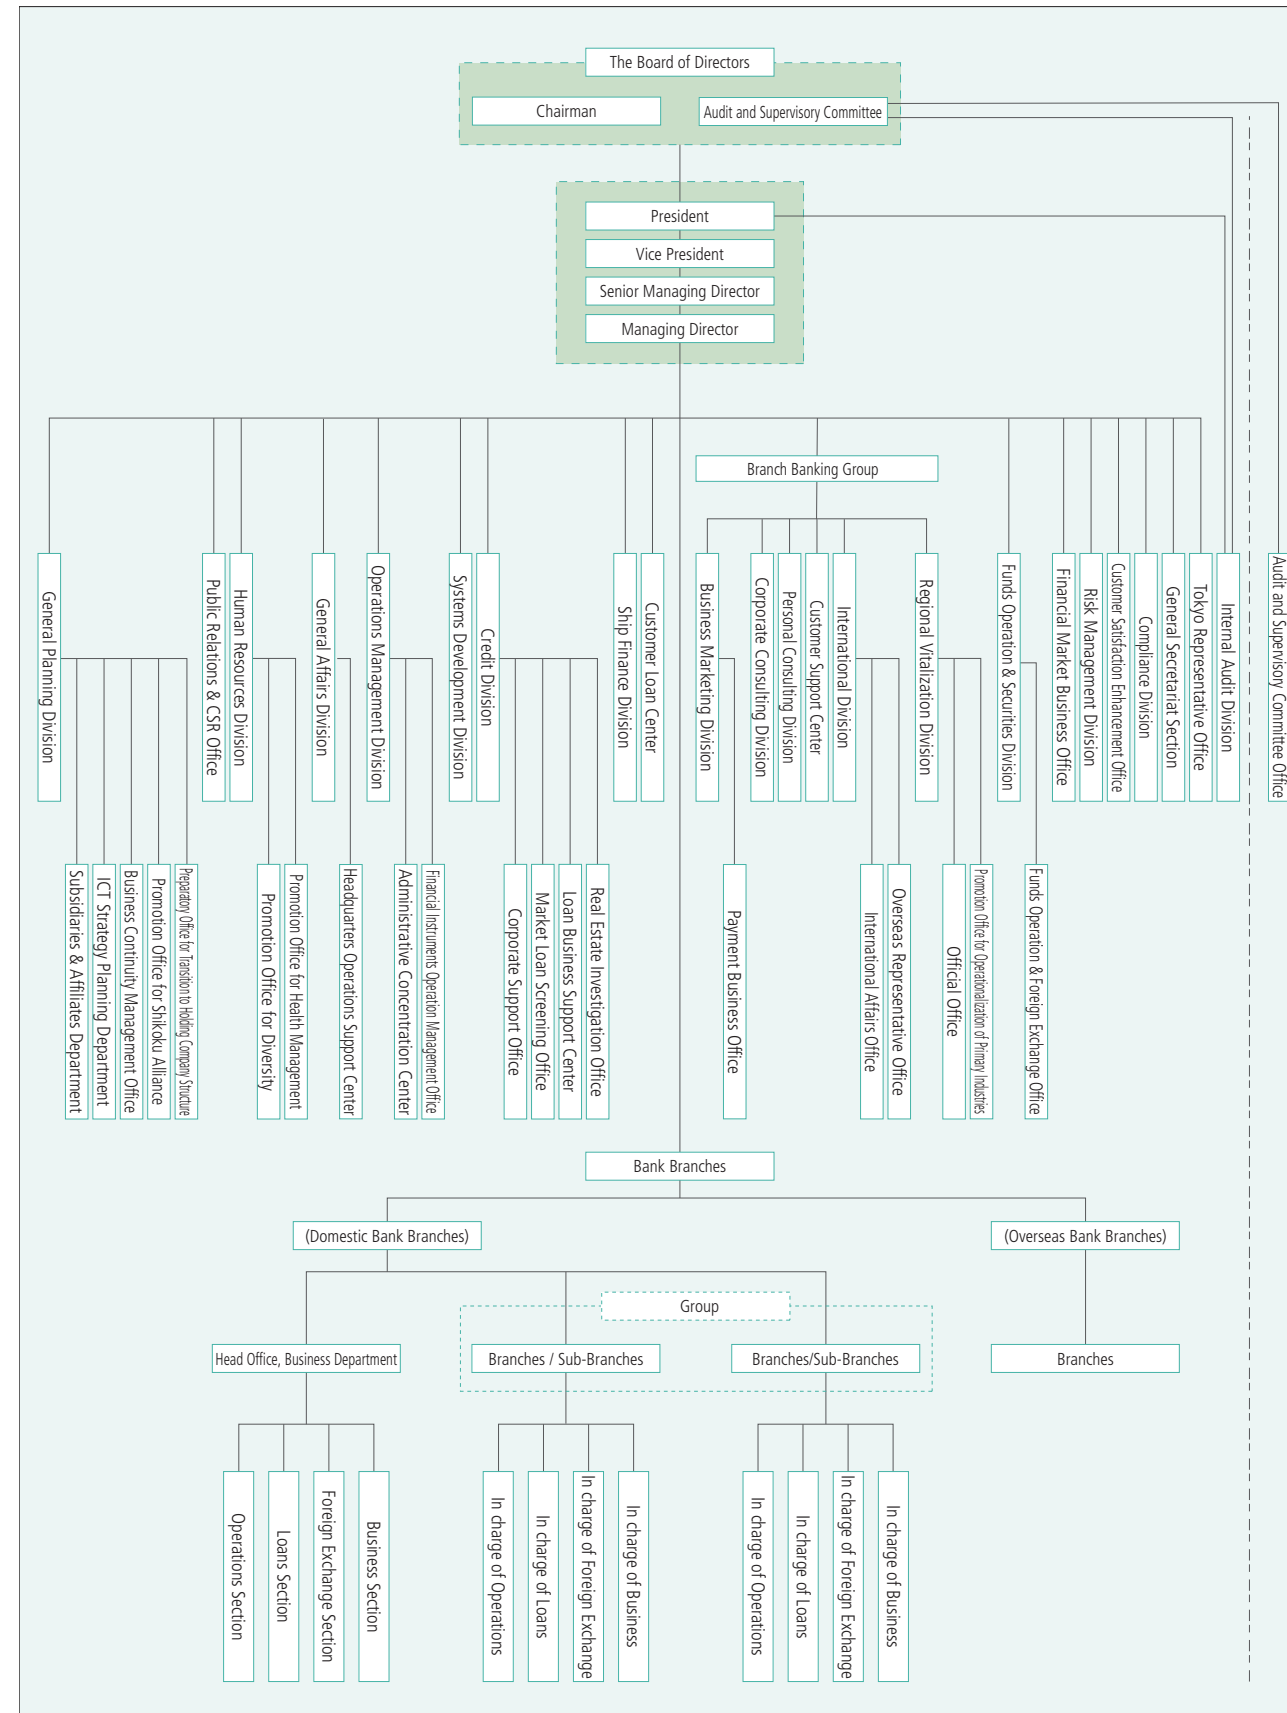 The Board of Directors
Chairman
Audit and Supervisory Committee
President
Vice President
Senior Managing Director
Managing Director
Branch Banking Group
General Planning Division
Public Relations & CSR Office
Human Resources Division
General Affairs Division
Operations Management Division
Systems Development Division
Credit Division
Ship Finance Division
Customer Loan Center
Business Marketing Division
Corporate Consulting Division
Personal Consulting Division
Customer Support Center
International Division
Regional Vitalization Division
Funds Operation & Securities Division
Financial Market Business Office
Risk Management Division
Customer Satisfaction Enhancement Office
Compliance Division
General Secretariat Section
Tokyo Representative Office
Internal Audit Division
Audit and Supervisory Committee Office
Subsidiaries & Affiliates Department
ICT Strategy Planning Department
Business Continuity Management Office
Promotion Office for Shikoku Alliance
Preparatory Office for Transition to Holding Company Structure
Promotion Office for Diversity
Promotion Office for Health Management
Headquarters Operations Support Center
Administrative Concentration Center
Financial Instruments Operation Management Office
Corporate Support Office
Market Loan Screening Office
Loan Business Support Center
Real Estate Investigation Office
Payment Business Office
International Affairs Office
Overseas Representative Office
Official Office
Promotion Office for Operationalization of Primary Industries
Funds Operation & Foreign Exchange Office
Bank Branches
(Domestic Bank Branches)
(Overseas Bank Branches)
Group
Head Office, Business Department
Branches / Sub-Branches
Branches/Sub-Branches
Branches
Operations Section
Loans Section
Foreign Exchange Section
Business Section
In charge of Operations
In charge of Loans
In charge of Foreign Exchange
In charge of Business
In charge of Operations
In charge of Loans
In charge of Foreign Exchange
In charge of Business